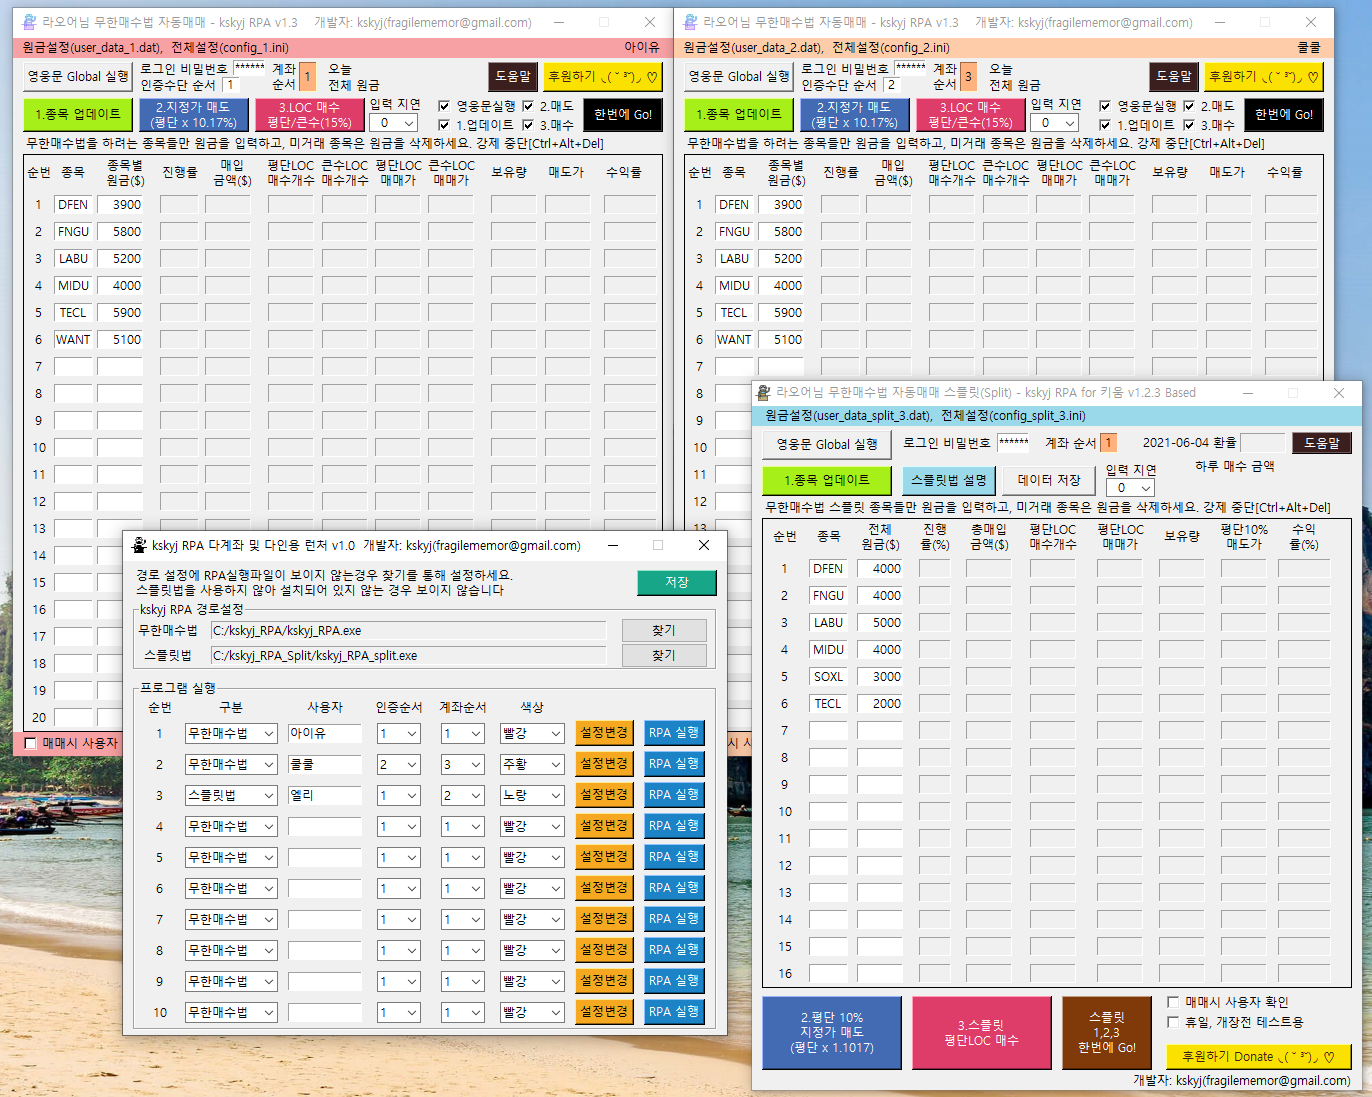 라오어님 무한매수법 자동매매 - kskyj RPA v1.3 개발자: kskyj(fragilememor@gmail.com)
원금설정(user_data_1.dat), 전체설정(config_1.ini) 아이유
영웅문 Global 실행 로그인 비밀번호 ****** 계좌 순서 1 오늘
인증수단 순서 1 전체 원금 도움말 후원하기 ◟( ˘ ³˘)◞ ♡
1.종목 업데이트 2.지정가 매도 (평단 x 10.17%) 3.LOC 매수 평단/큰수(15%) 입력 지연 0 영웅문실행 2.매도 1.업데이트 3.매수 한번에 Go!
무한매수법을 하려는 종목들만 원금을 입력하고, 미거래 종목은 원금을 삭제하세요. 강제 중단[Ctrl+Alt+Del]
순번 종목 종목별 원금($) 진행률 매입 금액($) 평단LOC 매수개수 큰수LOC 매수개수 평단LOC 매매가 큰수LOC 매매가 보유량 매도가 수익률
1 DFEN 3900
2 FNGU 5800
3 LABU 5200
4 MIDU 4000
5 TECL 5900
6 WANT 5100
7
8
9
10
11
12
13
14
15
16
17
18
19
20
매매시 사용자
라오어님 무한매수법 자동매매 - kskyj RPA v1.3 개발자: kskyj(fragilememor@gmail.com)
원금설정(user_data_2.dat), 전체설정(config_2.ini) 쿨쿨
영웅문 Global 실행 로그인 비밀번호 ****** 계좌 순서 3 오늘
인증수단 순서 2 전체 원금 도움말 후원하기 ◟( ˘ ³˘)◞ ♡
1.종목 업데이트 2.지정가 매도 (평단 x 10.17%) 3.LOC 매수 평단/큰수(15%) 입력 지연 0 영웅문실행 2.매도 1.업데이트 3.매수 한번에 Go!
무한매수법을 하려는 종목들만 원금을 입력하고, 미거래 종목은 원금을 삭제하세요. 강제 중단[Ctrl+Alt+Del]
순번 종목 종목별 원금($) 진행률 매입 금액($) 평단LOC 매수개수 큰수LOC 매수개수 평단LOC 매매가 큰수LOC 매매가 보유량 매도가 수익률
1 DFEN 3900
2 FNGU 5800
3 LABU 5200
4 MIDU 4000
5 TECL 5900
6 WANT 5100
7
시 사
kskyj RPA 다계좌 및 다인용 런처 v1.0 개발자: kskyj(fragilememor@gmail.com)
경로 설정에 RPA실행파일이 보이지 않는경우 찾기를 통해 설정하세요.
스플릿법을 사용하지 않아 설치되어 있지 않는 경우 보이지 않습니다
저장
kskyj RPA 경로설정
무한매수법 C:/kskyj_RPA/kskyj_RPA.exe 찾기
스플릿법 C:/kskyj_RPA_Split/kskyj_RPA_split.exe 찾기
프로그램 실행
순번 구분 사용자 인증순서 계좌순서 색상
1 무한매수법 아이유 1 1 빨강 설정변경 RPA 실행
2 무한매수법 쿨쿨 2 3 주황 설정변경 RPA 실행
3 스플릿법 엘리 1 2 노랑 설정변경 RPA 실행
4 무한매수법 1 1 빨강 설정변경 RPA 실행
5 무한매수법 1 1 빨강 설정변경 RPA 실행
6 무한매수법 1 1 빨강 설정변경 RPA 실행
7 무한매수법 1 1 빨강 설정변경 RPA 실행
8 무한매수법 1 1 빨강 설정변경 RPA 실행
9 무한매수법 1 1 빨강 설정변경 RPA 실행
10 무한매수법 1 1 빨강 설정변경 RPA 실행
라오어님 무한매수법 자동매매 스플릿(Split) - kskyj RPA for 키움 v1.2.3 Based
원금설정(user_data_split_3.dat), 전체설정(config_split_3.ini)
영웅문 Global 실행 로그인 비밀번호 ****** 계좌 순서 1 2021-06-04 환율 도움말
1.종목 업데이트 스플릿법 설명 데이터 저장 입력 지연 0 하루 매수 금액
무한매수법 스플릿 종목들만 원금을 입력하고, 미거래 종목은 원금을 삭제하세요. 강제 중단[Ctrl+Alt+Del]
순번 종목 전체 원금($) 진행률(%) 총매입 금액($) 평단LOC 매수개수 평단LOC 매매가 보유량 평단10% 매도가 수익률(%)
1 DFEN 4000
2 FNGU 4000
3 LABU 5000
4 MIDU 4000
5 SOXL 3000
6 TECL 2000
7
8
9
10
11
12
13
14
15
16
2.평단 10% 지정가 매도 (평단 x 1.1017)
3.스플릿 평단LOC 매수
스플릿 1,2,3 한번에 Go!
매매시 사용자 확인
휴일, 개장전 테스트용
후원하기 Donate ◟( ˘ ³˘)◞ ♡
개발자: kskyj(fragilememor@gmail.com)